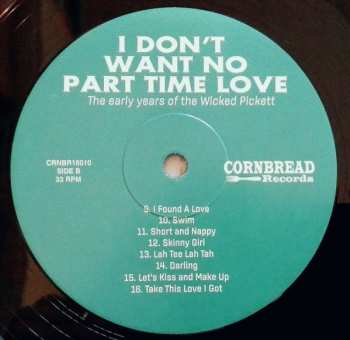 I DON'T
WANT NO
PART TIME LOVE
The early years of the Wicked Pickett
CRNBR16010
SIDE B
33 RPM
CORNBREAD
Records
9. I Found A Love
10. Swim
11. Short and Nappy
12. Skinny Girl
13. Lah Tee Lah Tah
14. Darling
15. Let's Kiss and Make Up
16. Take This Love I Got